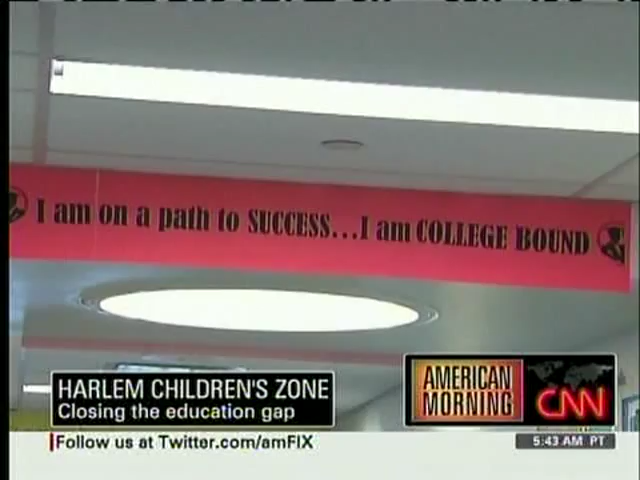 I am on a path to SUCCESS...I am COLLEGE BOUND
HARLEM CHILDREN'S ZONE
Closing the education gap
AMERICAN
MORNING
CNN
Follow us at Twitter.com/amFIX
5:43 AM PT